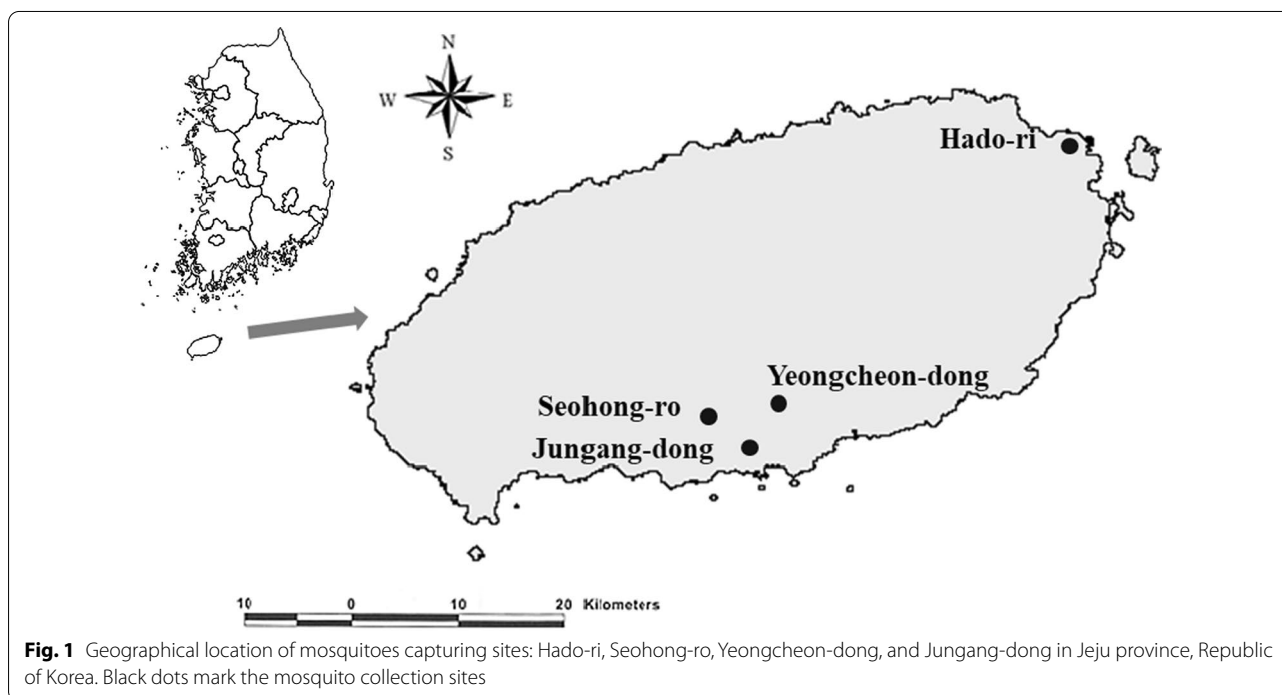 N
W E
S
Hado-ri
Yeongcheon-dong
Seohong-ro
Jungang-dong
10 0 10 20 Kilometers
Fig. 1 Geographical location of mosquitoes capturing sites: Hado-ri, Seohong-ro, Yeongcheon-dong, and Jungang-dong in Jeju province, Republic
of Korea. Black dots mark the mosquito collection sites